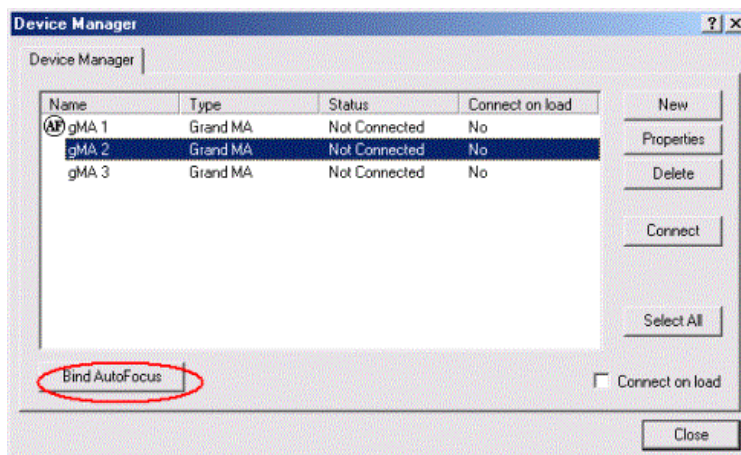 Device Manager
Device Manager
Name Type Status Connect on load
AF gMA 1 Grand MA Not Connected No
gMA 2 Grand MA Not Connected No
gMA 3 Grand MA Not Connected No
New
Properties
Delete
Connect
Select All
Bind AutoFocus
Connect on load
Close